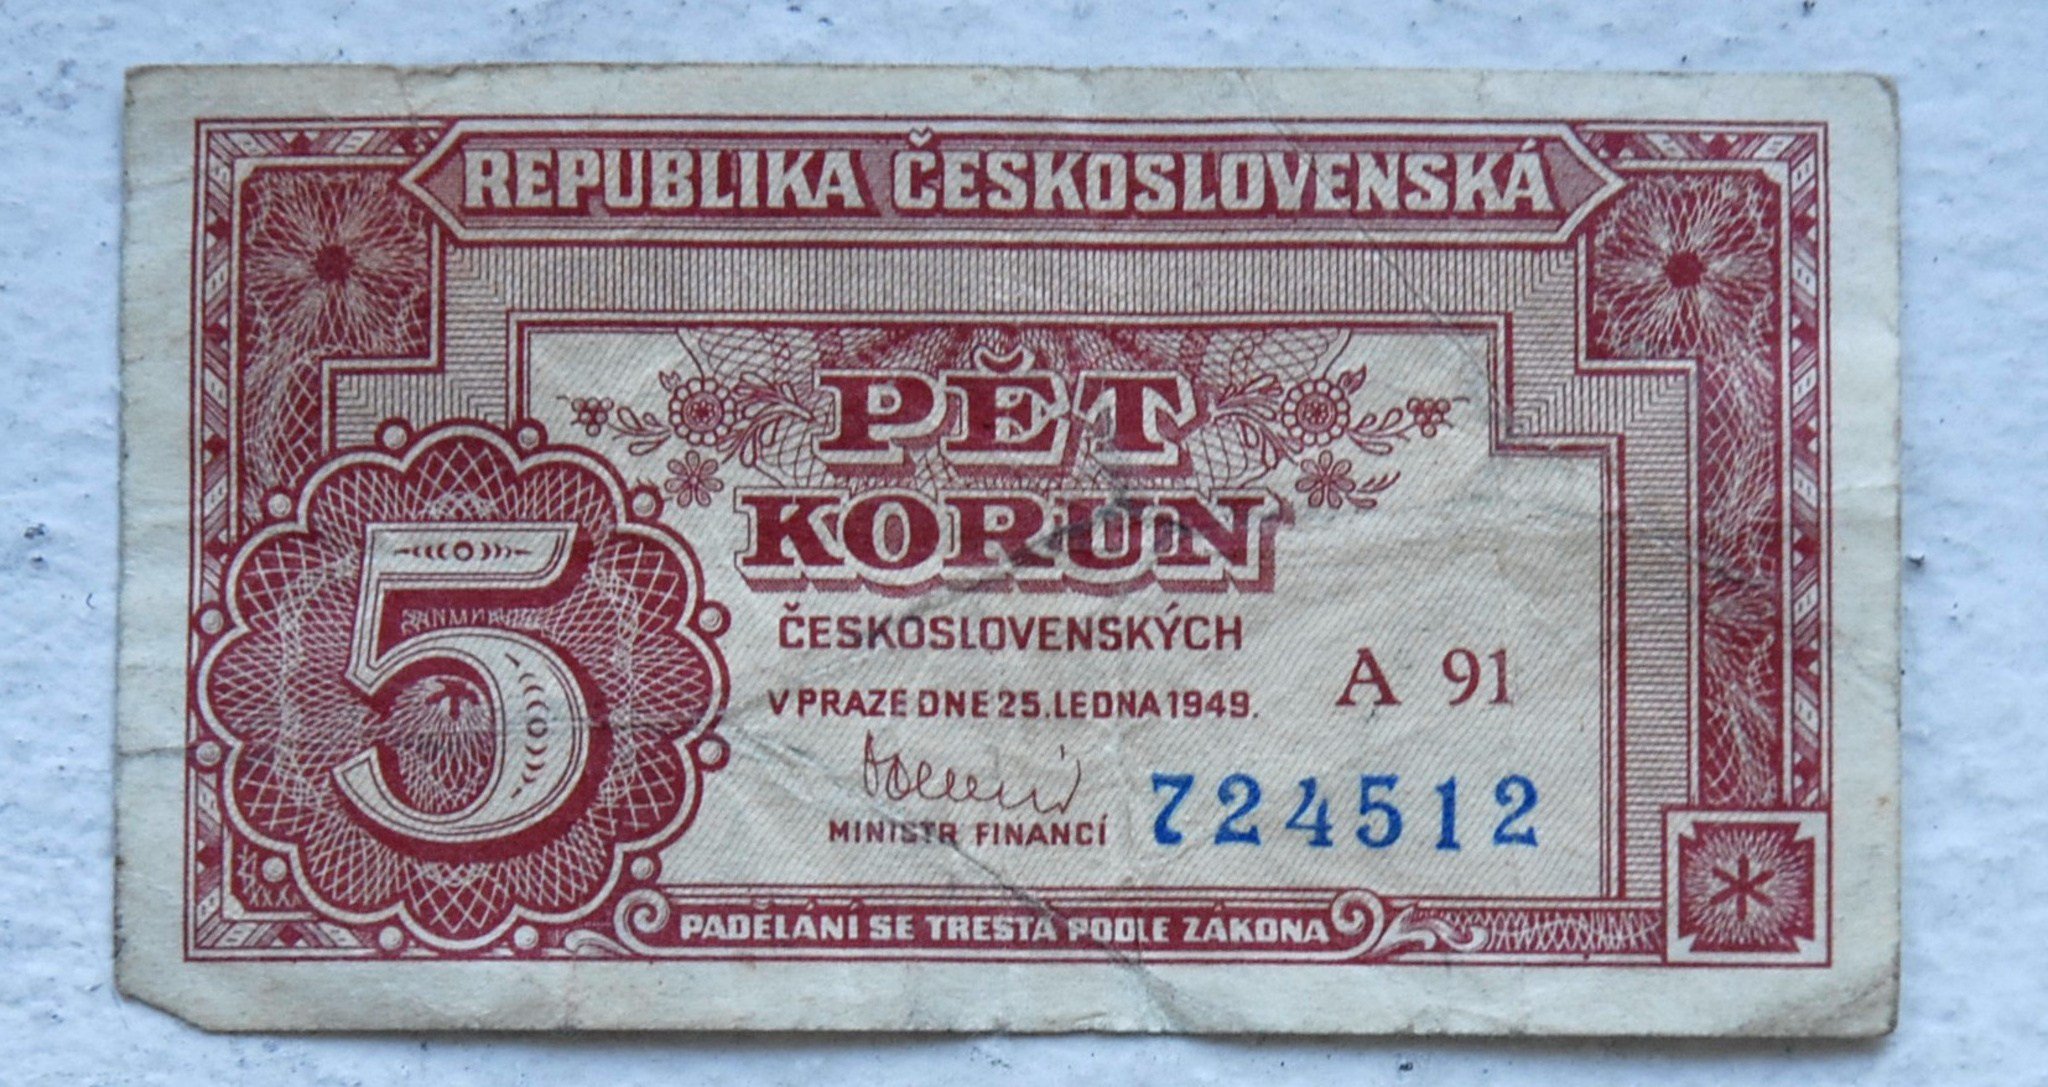 REPUBLIKA ČESKOSLOVENSKÁ
PĚT
KORUN
ČESKOSLOVENSKÝCH
V PRAZE DNE 25. LEDNA 1949.
A 91
5
MINISTR FINANCÍ
724512
PADĚLÁNÍ SE TRESTÁ PODLE ZÁKONA